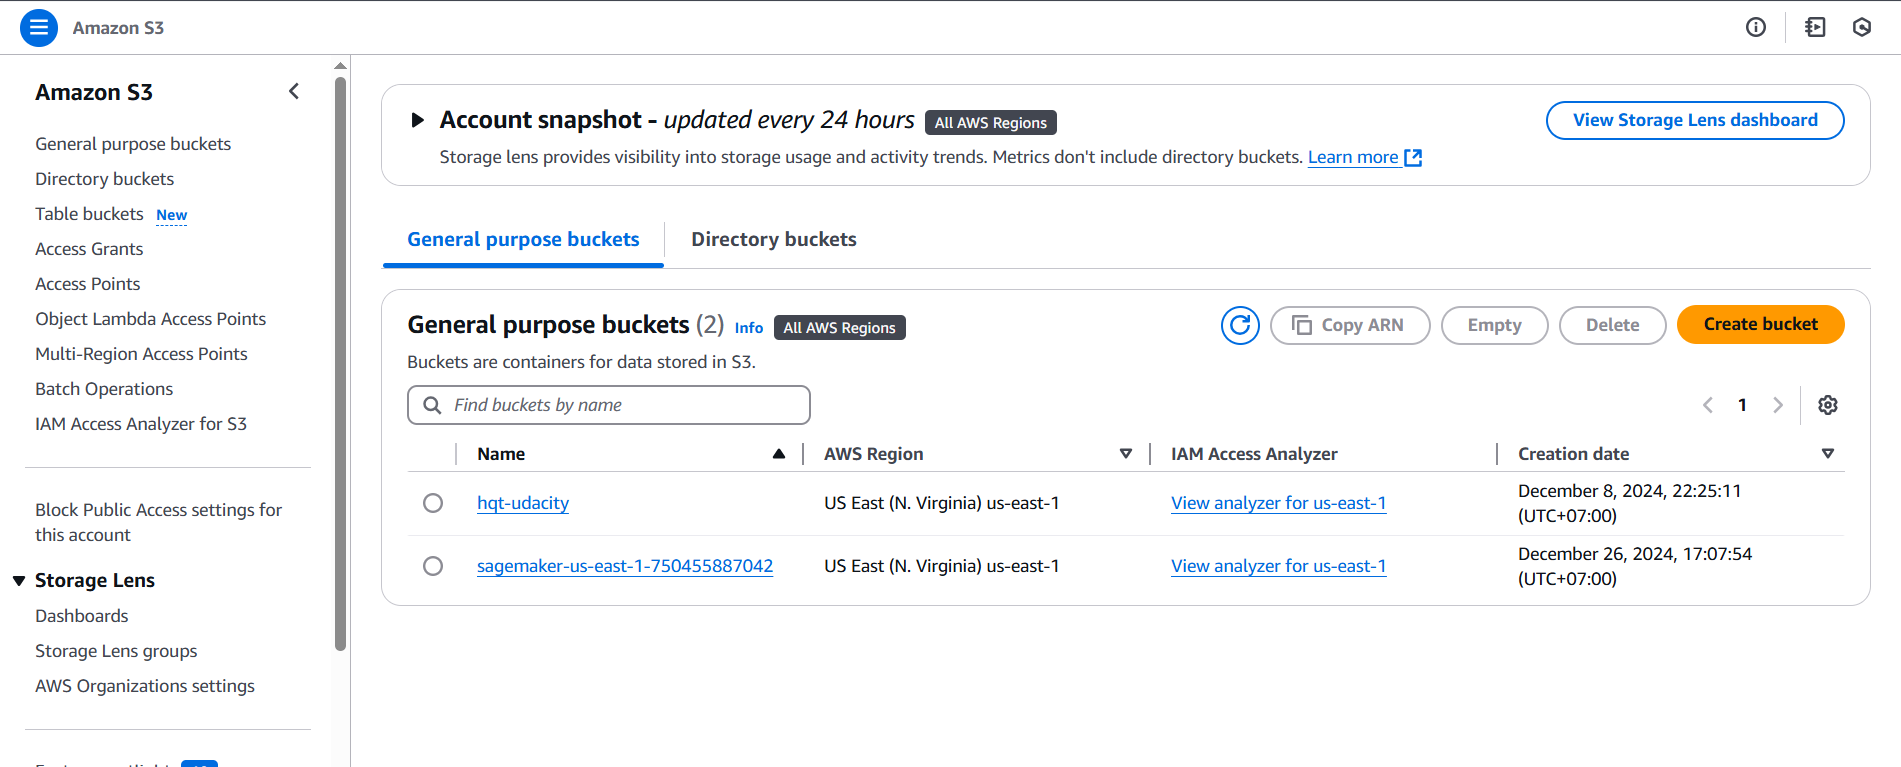 Amazon S3
Amazon S3
General purpose buckets
Directory buckets
Table buckets New
Access Grants
Access Points
Object Lambda Access Points
Multi-Region Access Points
Batch Operations
IAM Access Analyzer for S3
Block Public Access settings for
this account
Storage Lens
Dashboards
Storage Lens groups
AWS Organizations settings
Account snapshot - updated every 24 hours All AWS Regions
View Storage Lens dashboard
Storage lens provides visibility into storage usage and activity trends. Metrics don't include directory buckets. Learn more
General purpose buckets Directory buckets
General purpose buckets (2) Info All AWS Regions
Copy ARN Empty Delete Create bucket
Buckets are containers for data stored in S3.
Find buckets by name
1
Name AWS Region IAM Access Analyzer Creation date
hqt-udacity US East (N. Virginia) us-east-1 View analyzer for us-east-1 December 8, 2024, 22:25:11
(UTC+07:00)
sagemaker-us-east-1-750455887042 US East (N. Virginia) us-east-1 View analyzer for us-east-1 December 26, 2024, 17:07:54
(UTC+07:00)